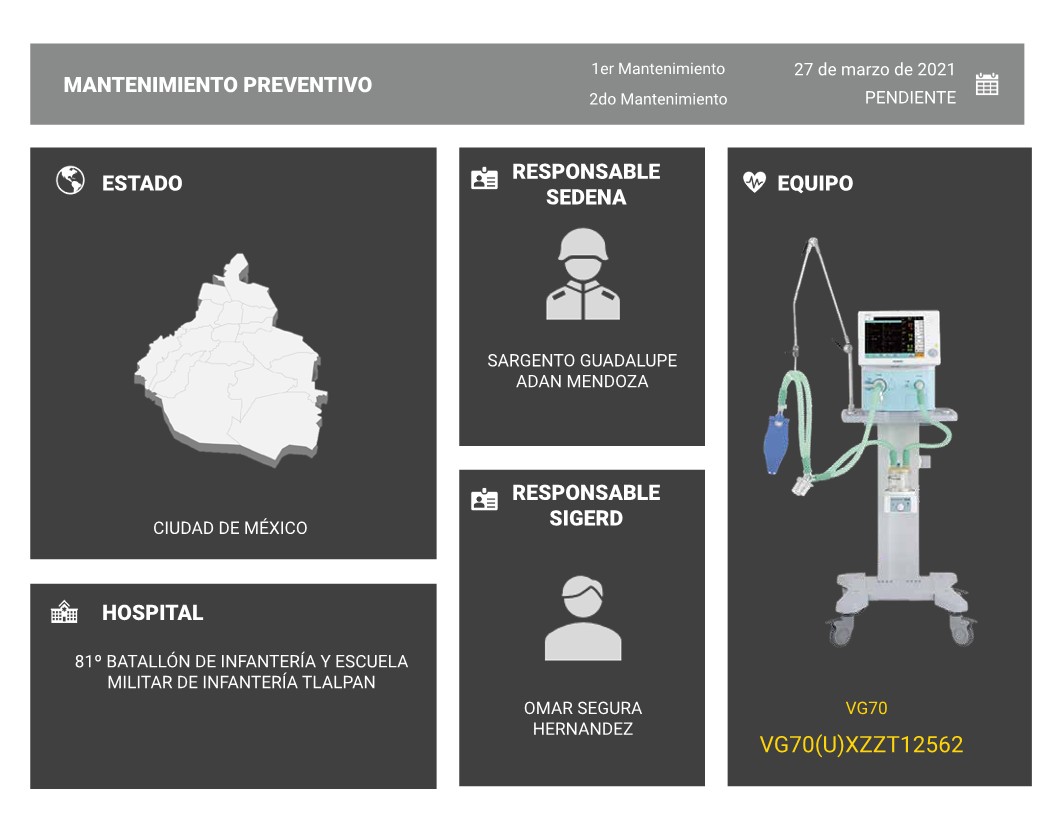 MANTENIMIENTO PREVENTIVO
1er Mantenimiento
27 de marzo de 2021
2do Mantenimiento
PENDIENTE
ESTADO
CIUDAD DE MÉXICO
HOSPITAL
81º BATALLÓN DE INFANTERÍA Y ESCUELA
MILITAR DE INFANTERÍA TLALPAN
RESPONSABLE
SEDENA
SARGENTO GUADALUPE
ADAN MENDOZA
RESPONSABLE
SIGERD
OMAR SEGURA
HERNANDEZ
EQUIPO
VG70
VG70(U)XZZT12562